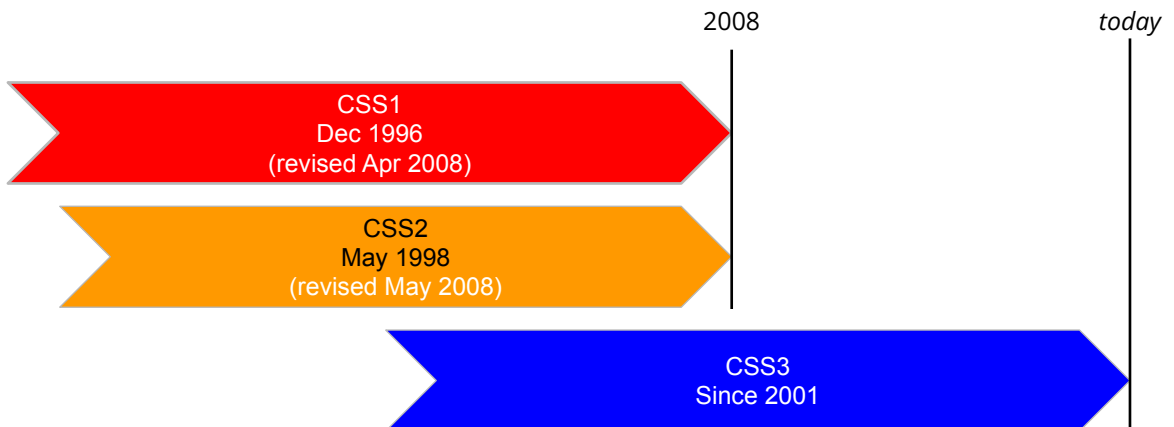 2008
today
CSS1
Dec 1996
(revised Apr 2008)
CSS2
May 1998
(revised May 2008)
CSS3
Since 2001